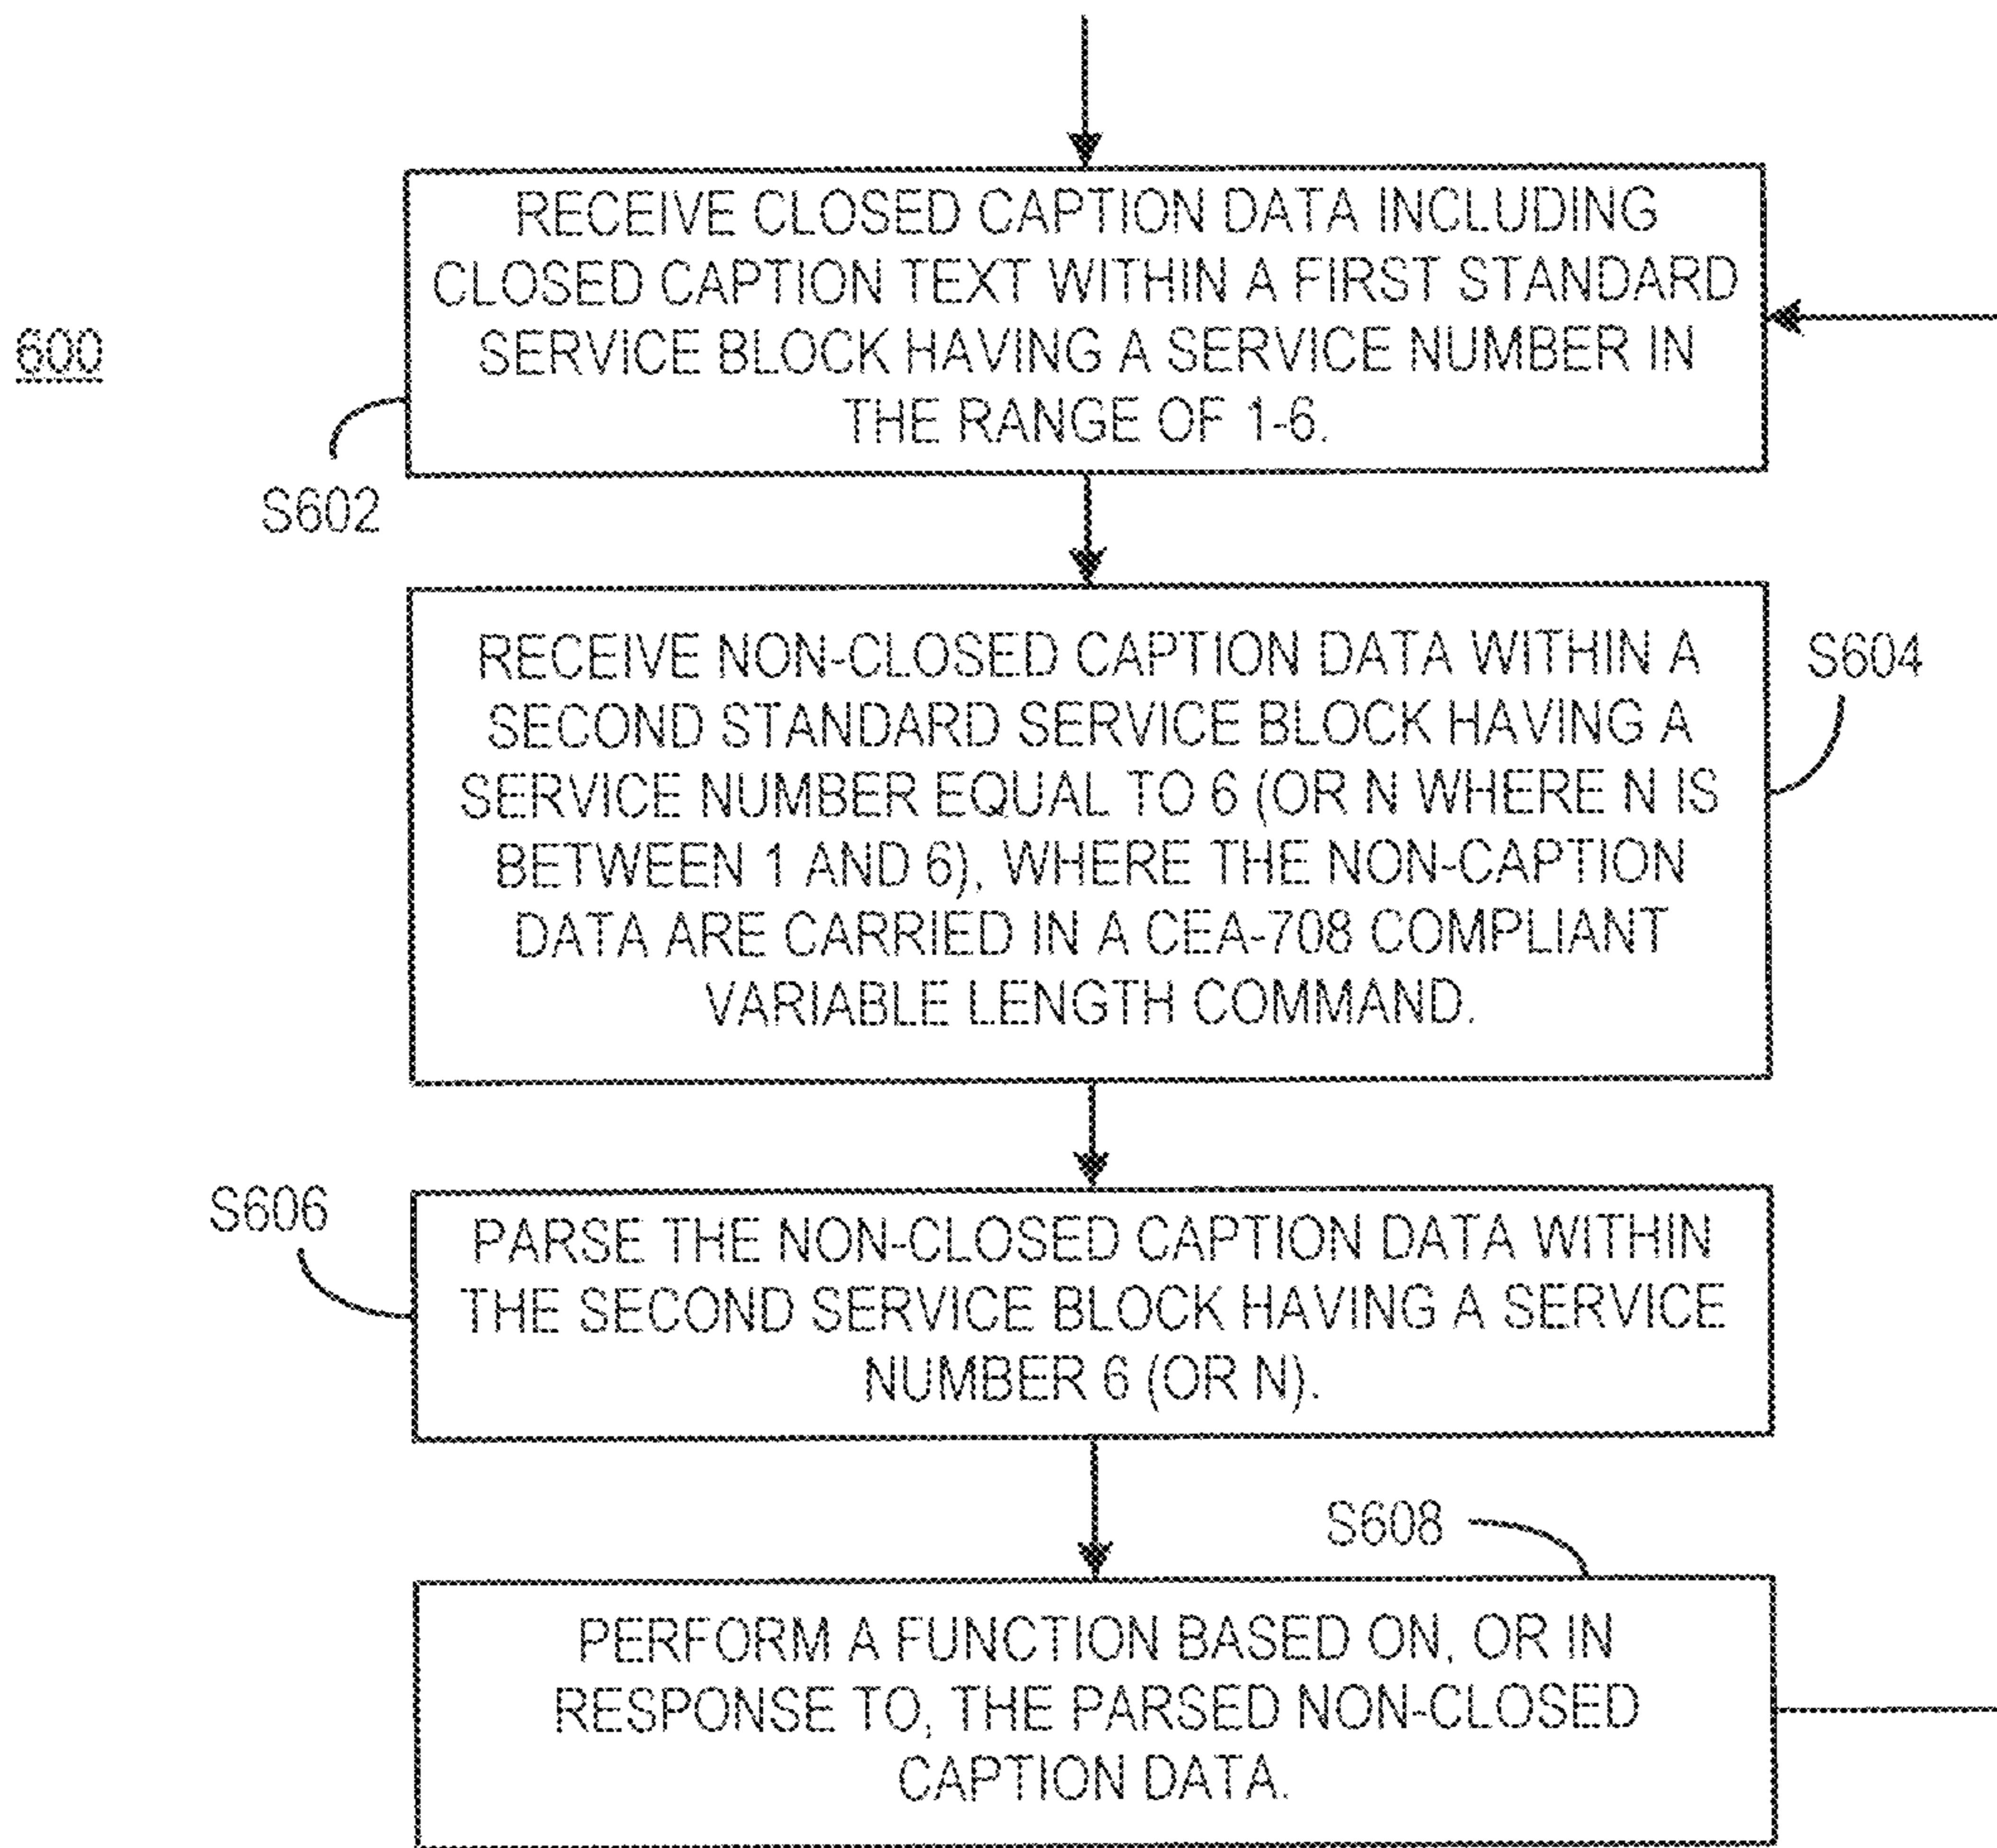 RECEIVE CLOSED CAPTION DATA INCLUDING
CLOSED CAPTION TEXT WITHIN A FIRST STANDARD
SERVICE BLOCK HAVING A SERVICE NUMBER IN
THE RANGE OF 1-6.
600
S602
RECEIVE NON-CLOSED CAPTION DATA WITHIN A
SECOND STANDARD SERVICE BLOCK HAVING A
SERVICE NUMBER EQUAL TO 6 (OR N WHERE N IS
BETWEEN 1 AND 6), WHERE THE NON-CAPTION
DATA ARE CARRIED IN A CEA-708 COMPLIANT
VARIABLE LENGTH COMMAND.
S604
S606
PARSE THE NON-CLOSED CAPTION DATA WITHIN
THE SECOND SERVICE BLOCK HAVING A SERVICE
NUMBER 6 (OR N).
S608
PERFORM A FUNCTION BASED ON, OR IN
RESPONSE TO, THE PARSED NON-CLOSED
CAPTION DATA.